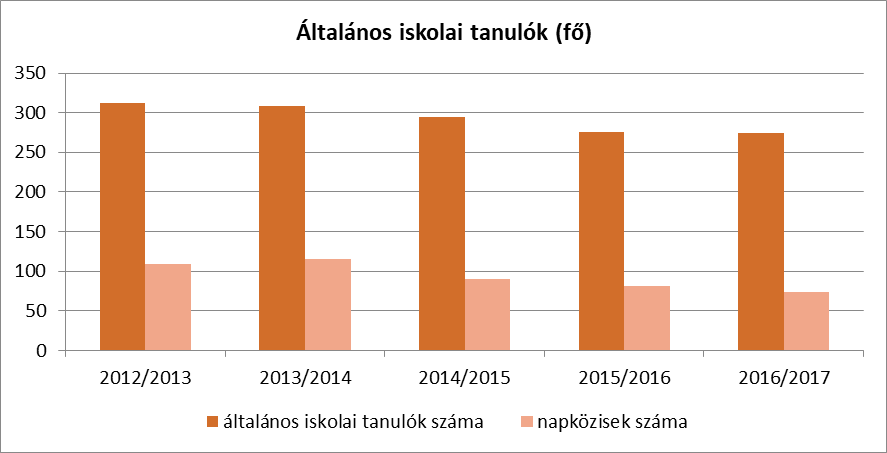 Általános iskolai tanulók (fő)
350
300
250
200
150
100
50
0
2012/2013 2013/2014 2014/2015 2015/2016 2016/2017
általános iskolai tanulók száma napközisek száma